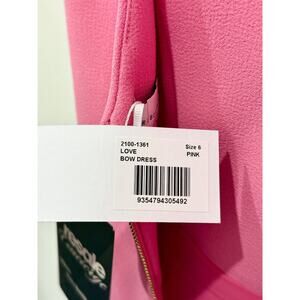 2100-1361 Size 6
LOVE PINK
BOW DRESS
9354794305492